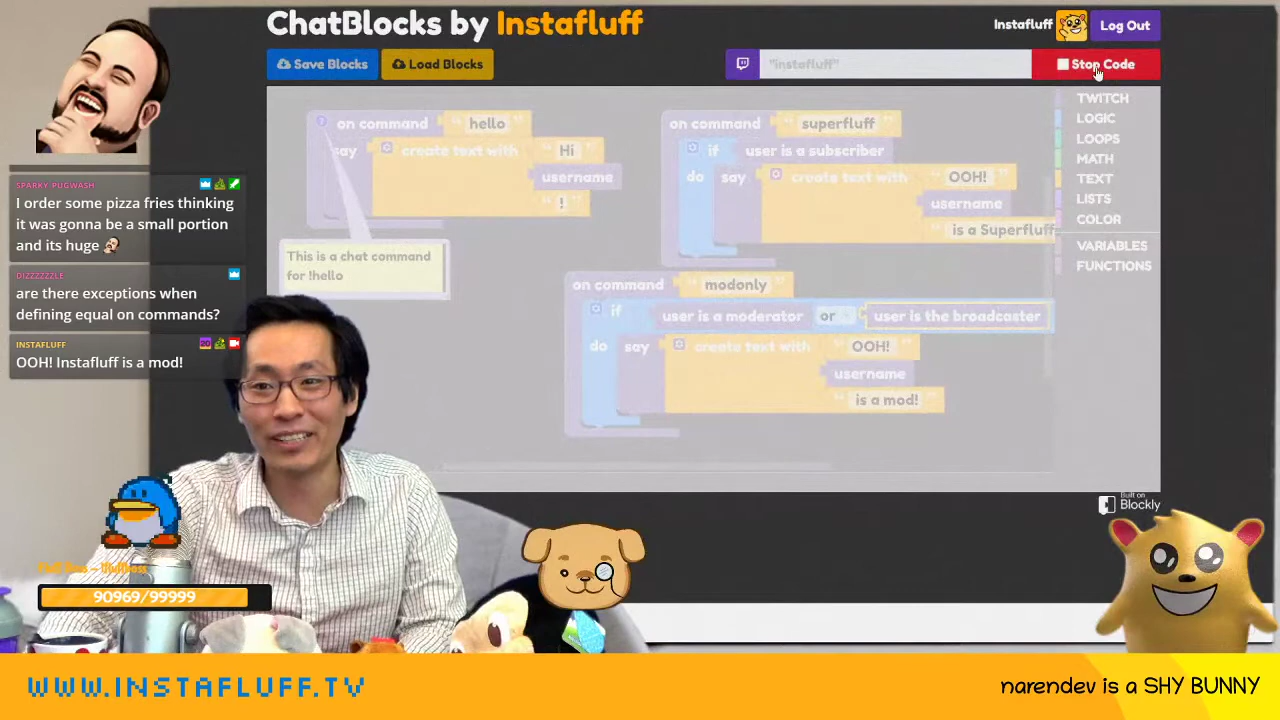 ChatBlocks by Instafluff
Instafluff
Log Out
Save Blocks
Load Blocks
"instafluff"
Stop Code
on command " hello "
say create text with " Hi "
username
" ! "
This is a chat command
for !hello
on command " superfluff "
if user is a subscriber
do say create text with " OOH! "
username
" is a Superfluff
on command " modonly "
if user is a moderator or user is the broadcaster
do say create text with " OOH! "
username
" is a mod! "
TWITCH
LOGIC
LOOPS
MATH
TEXT
LISTS
COLOR
VARIABLES
FUNCTIONS
Built on
Blockly
SPARKY_PUGWASH
I order some pizza fries thinking
it was gonna be a small portion
and its huge
DIZZZZZZLE
are there exceptions when
defining equal on commands?
INSTAFLUFF
20
OOH! Instafluff is a mod!
90969/99999
WWW.INSTAFLUFF.TV
narendev is a SHY BUNNY